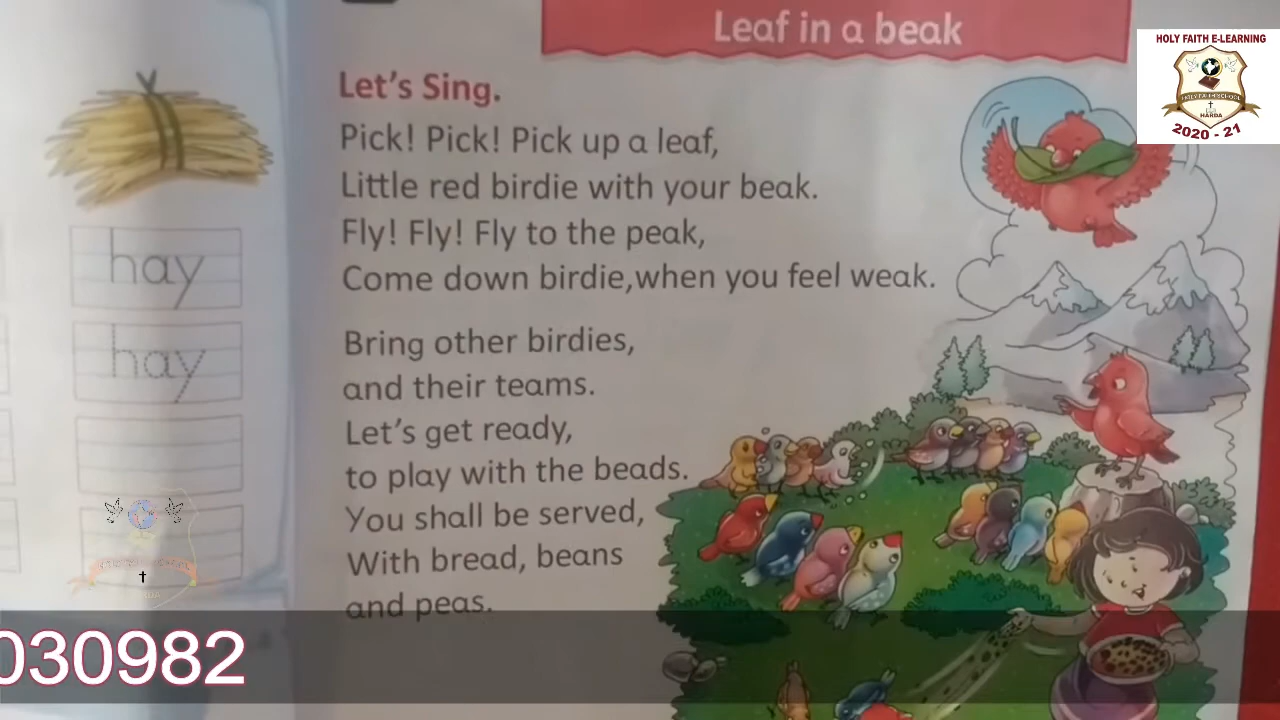 Leaf in a beak
HOLY FAITH E-LEARNING
HOLY FAITH SCHOOL
HARDA
2020 - 21
Let's Sing.
Pick! Pick! Pick up a leaf,
Little red birdie with your beak.
Fly! Fly! Fly to the peak,
Come down birdie,when you feel weak.
Bring other birdies,
and their teams.
Let's get ready,
to play with the beads.
You shall be served,
With bread, beans
and peas.
hay
hay
030982